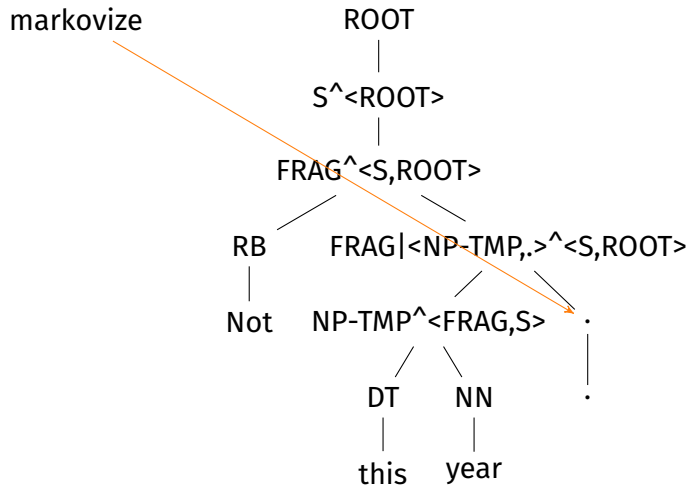 markovize ROOT
S^<ROOT>
FRAG^<S,ROOT>
RB FRAG|<NP-TMP,.>^<S,ROOT>
Not NP-TMP^<FRAG,S> .
DT NN .
this year